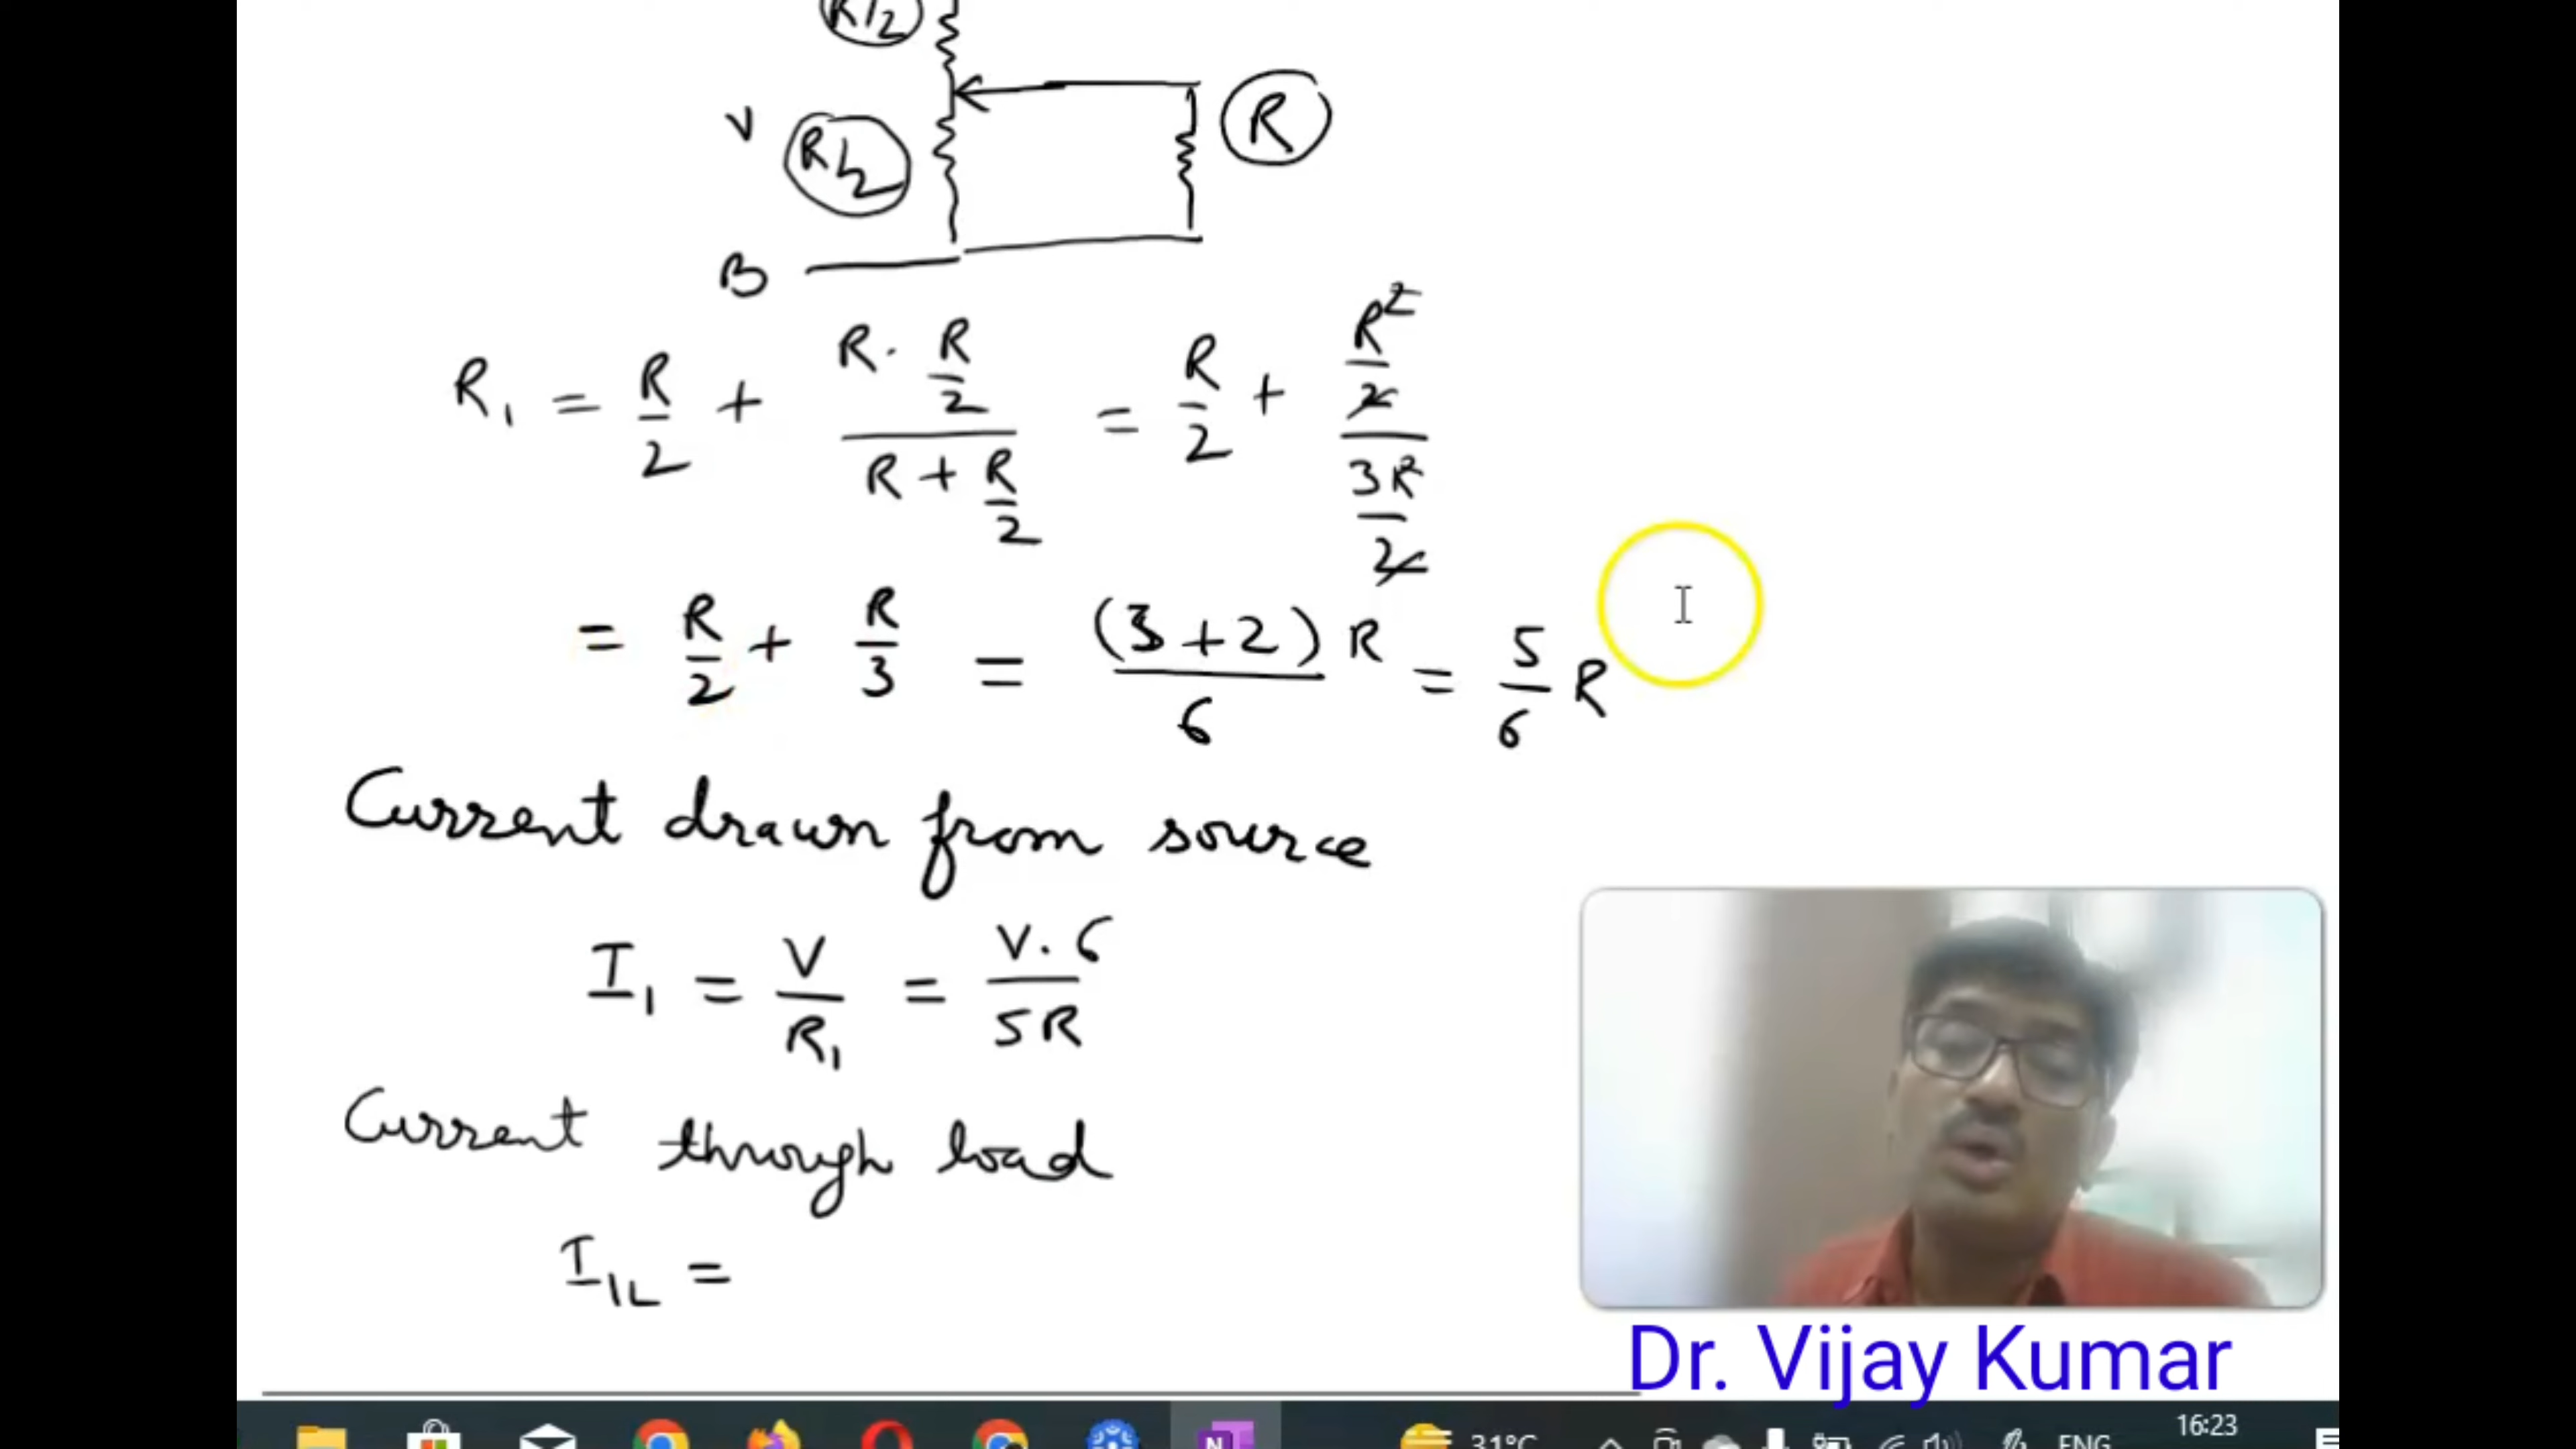 R/2
V R/2 R
B
R₁ = R/2 + (R · R/2)/(R + R/2) = R/2 + (R²/2)/(3R/2)
= R/2 + R/3 = (3+2)R/6 = 5/6 R
Current drawn from source
I₁ = V/R₁ = V·6/5R
Current through load
I₁L =
Dr. Vijay Kumar
31°C ENG 16:23